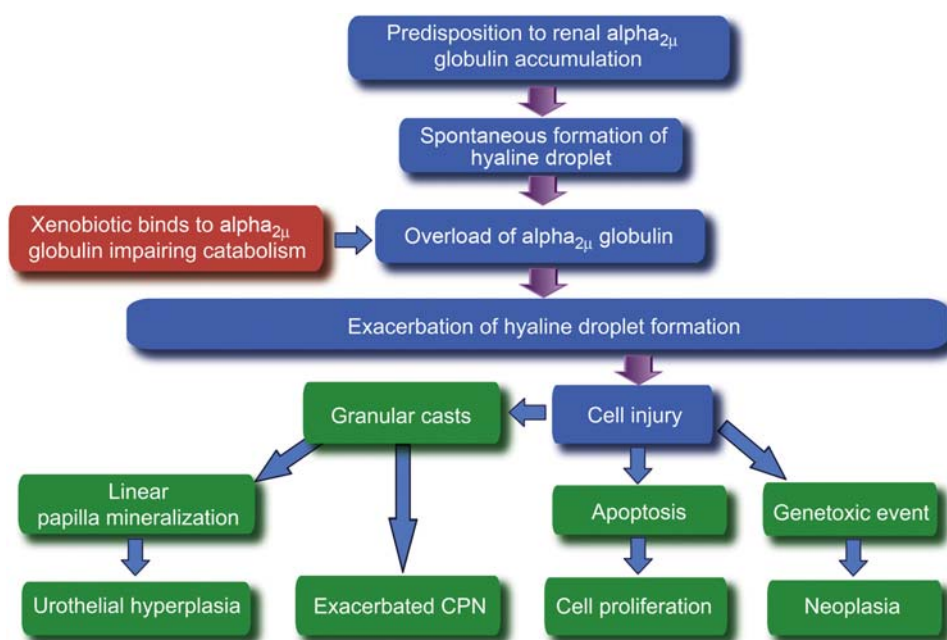 Predisposition to renal alpha₂μ
globulin accumulation
Spontaneous formation of
hyaline droplet
Xenobiotic binds to alpha₂μ
globulin impairing catabolism
Overload of alpha₂μ globulin
Exacerbation of hyaline droplet formation
Granular casts
Cell injury
Linear
papilla mineralization
Apoptosis
Genetoxic event
Urothelial hyperplasia
Exacerbated CPN
Cell proliferation
Neoplasia